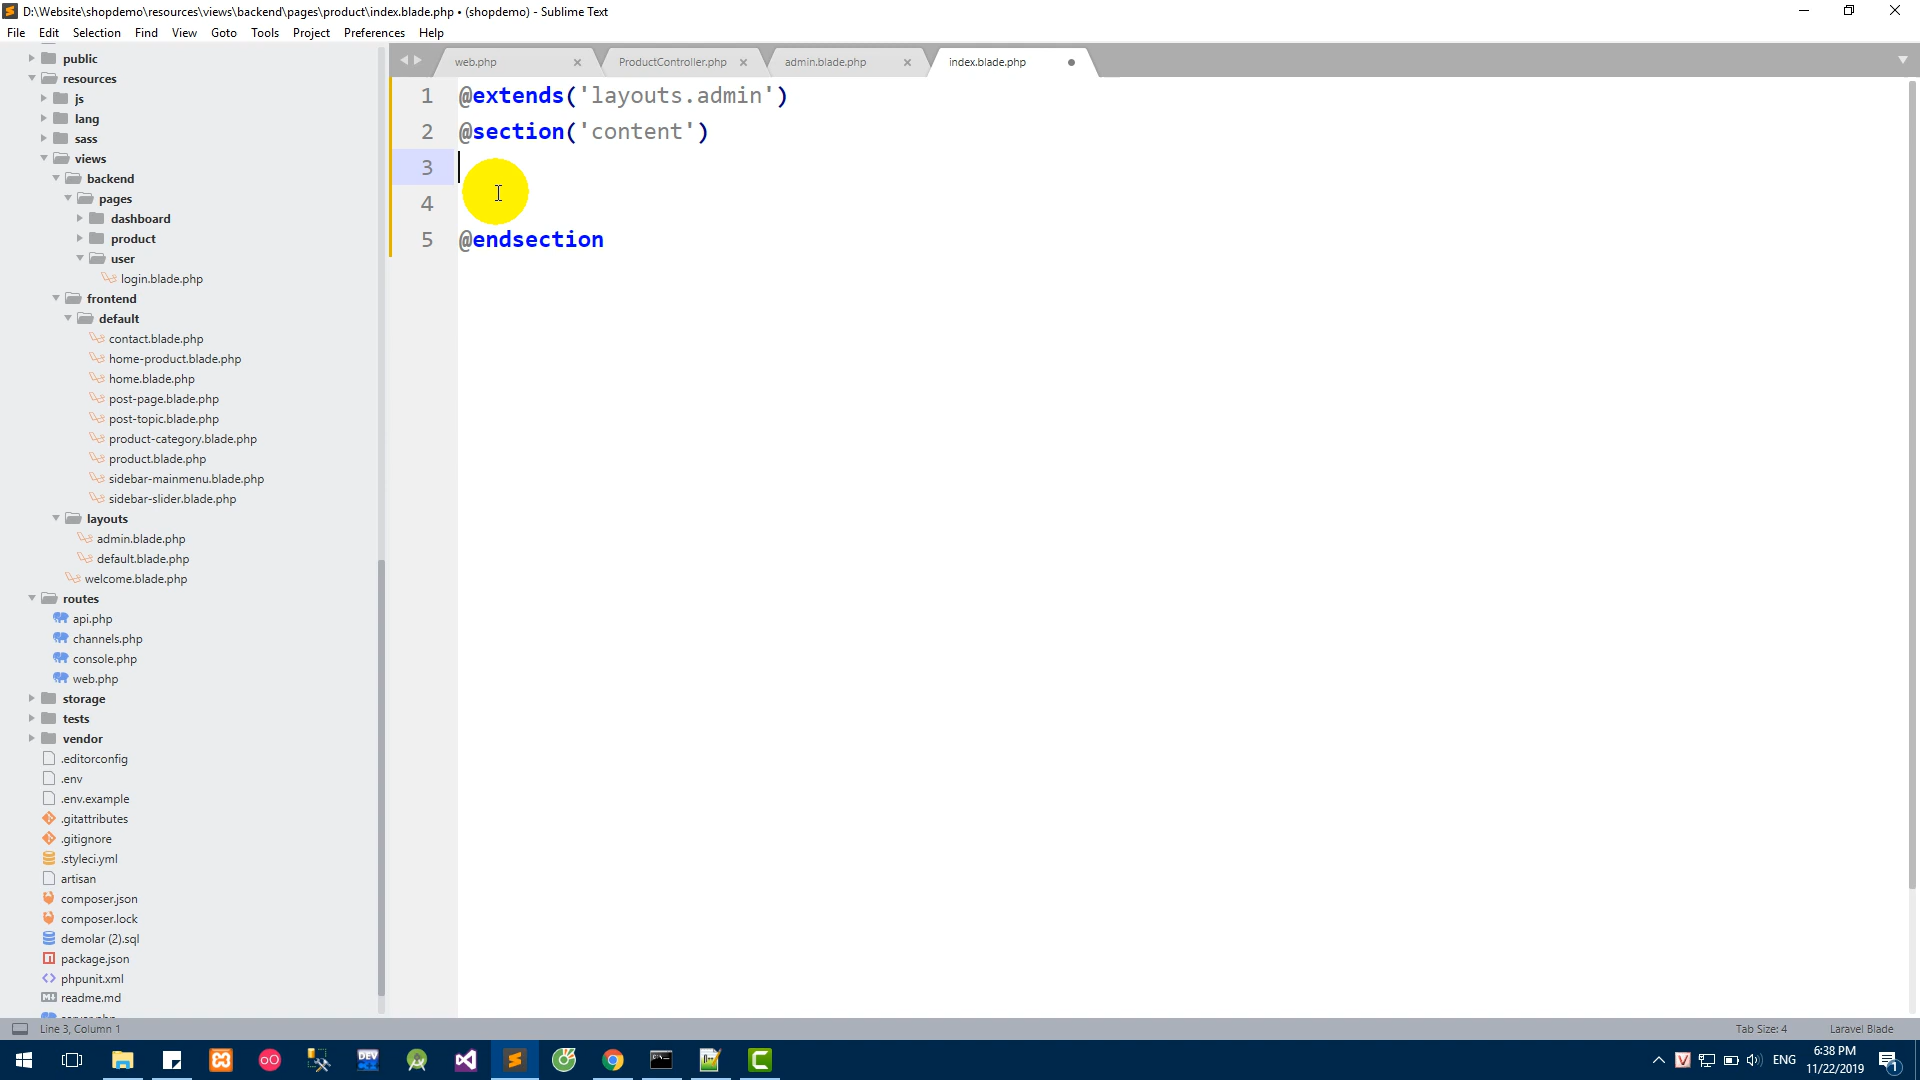 D:\Website\shopdemo\resources\views\backend\pages\product\index.blade.php • (shopdemo) - Sublime Text
File Edit Selection Find View Goto Tools Project Preferences Help
web.php ProductController.php admin.blade.php index.blade.php
public
resources
js
lang
sass
views
backend
pages
dashboard
product
user
login.blade.php
frontend
default
contact.blade.php
home-product.blade.php
home.blade.php
post-page.blade.php
post-topic.blade.php
product-category.blade.php
product.blade.php
sidebar-mainmenu.blade.php
sidebar-slider.blade.php
layouts
admin.blade.php
default.blade.php
welcome.blade.php
routes
api.php
channels.php
console.php
web.php
storage
tests
vendor
.editorconfig
.env
.env.example
.gitattributes
.gitignore
.styleci.yml
artisan
composer.json
composer.lock
demolar (2).sql
package.json
phpunit.xml
readme.md
1 @extends('layouts.admin')
2 @section('content')
3
4
5 @endsection
Line 3, Column 1
Tab Size: 4
Laravel Blade
DEV
ENG
6:38 PM
11/22/2019
1